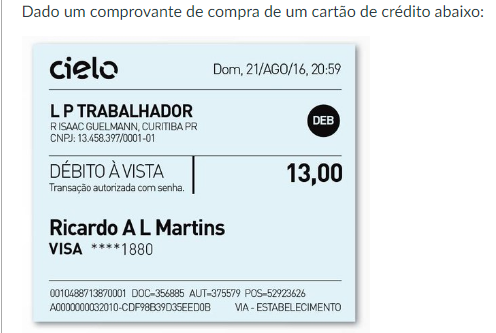 Dado um comprovante de compra de um cartão de crédito abaixo:
cielo
Dom, 21/AGO/16, 20:59
L P TRABALHADOR
R ISAAC GUELMANN, CURITIBA PR
CNPJ: 13.458.397/0001-01
DEB
DÉBITO À VISTA
13,00
Transação autorizada com senha.
Ricardo A L Martins
VISA ****1880
0010488713870001 DOC=356885 AUT=375579 POS=52923626
A0000000032010-CDF98B39D35EED0B VIA - ESTABELECIMENTO